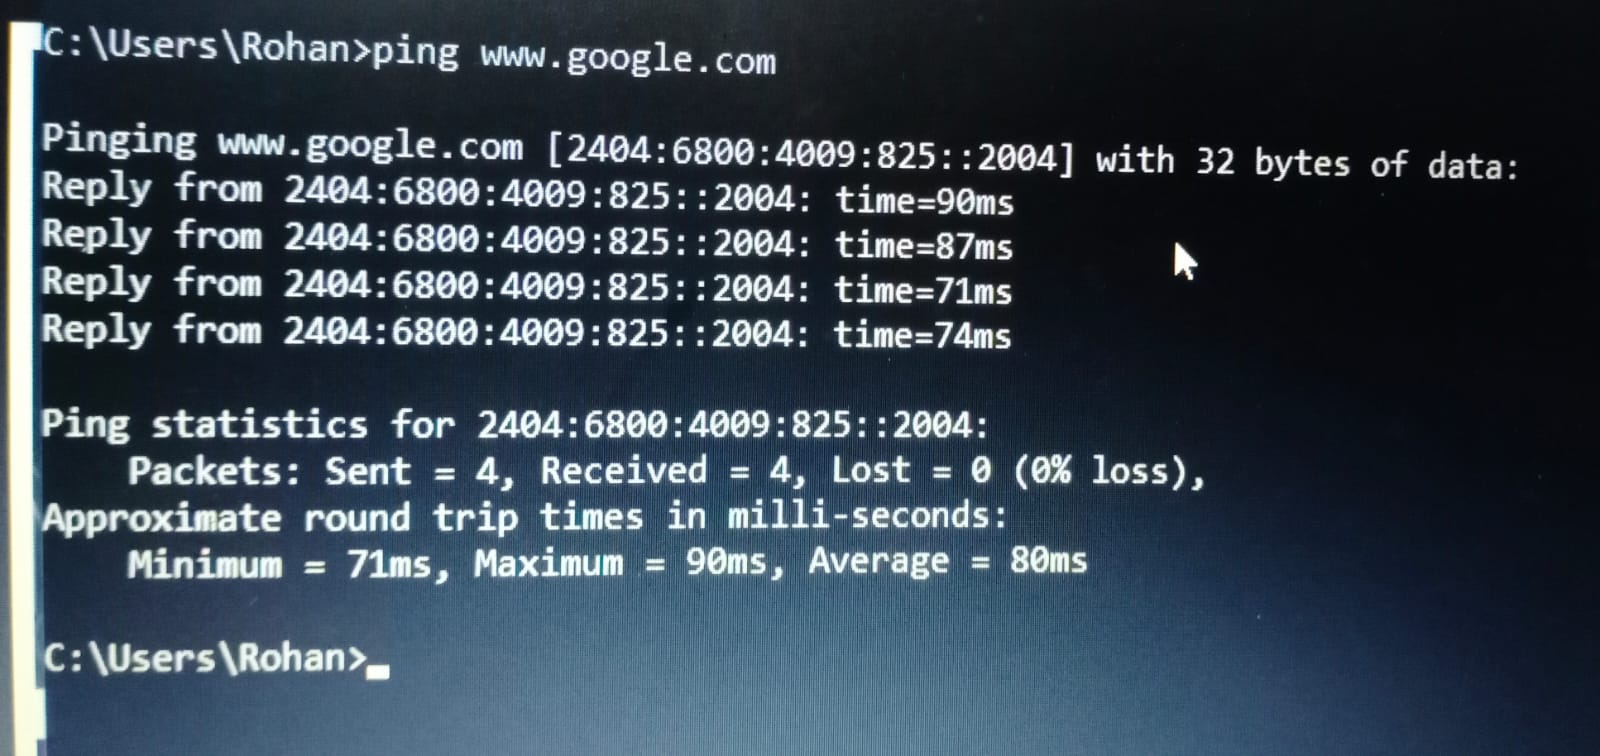 C:\Users\Rohan>ping www.google.com
Pinging www.google.com [2404:6800:4009:825::2004] with 32 bytes of data:
Reply from 2404:6800:4009:825::2004: time=90ms
Reply from 2404:6800:4009:825::2004: time=87ms
Reply from 2404:6800:4009:825::2004: time=71ms
Reply from 2404:6800:4009:825::2004: time=74ms
Ping statistics for 2404:6800:4009:825::2004:
Packets: Sent = 4, Received = 4, Lost = 0 (0% loss),
Approximate round trip times in milli-seconds:
Minimum = 71ms, Maximum = 90ms, Average = 80ms
C:\Users\Rohan>